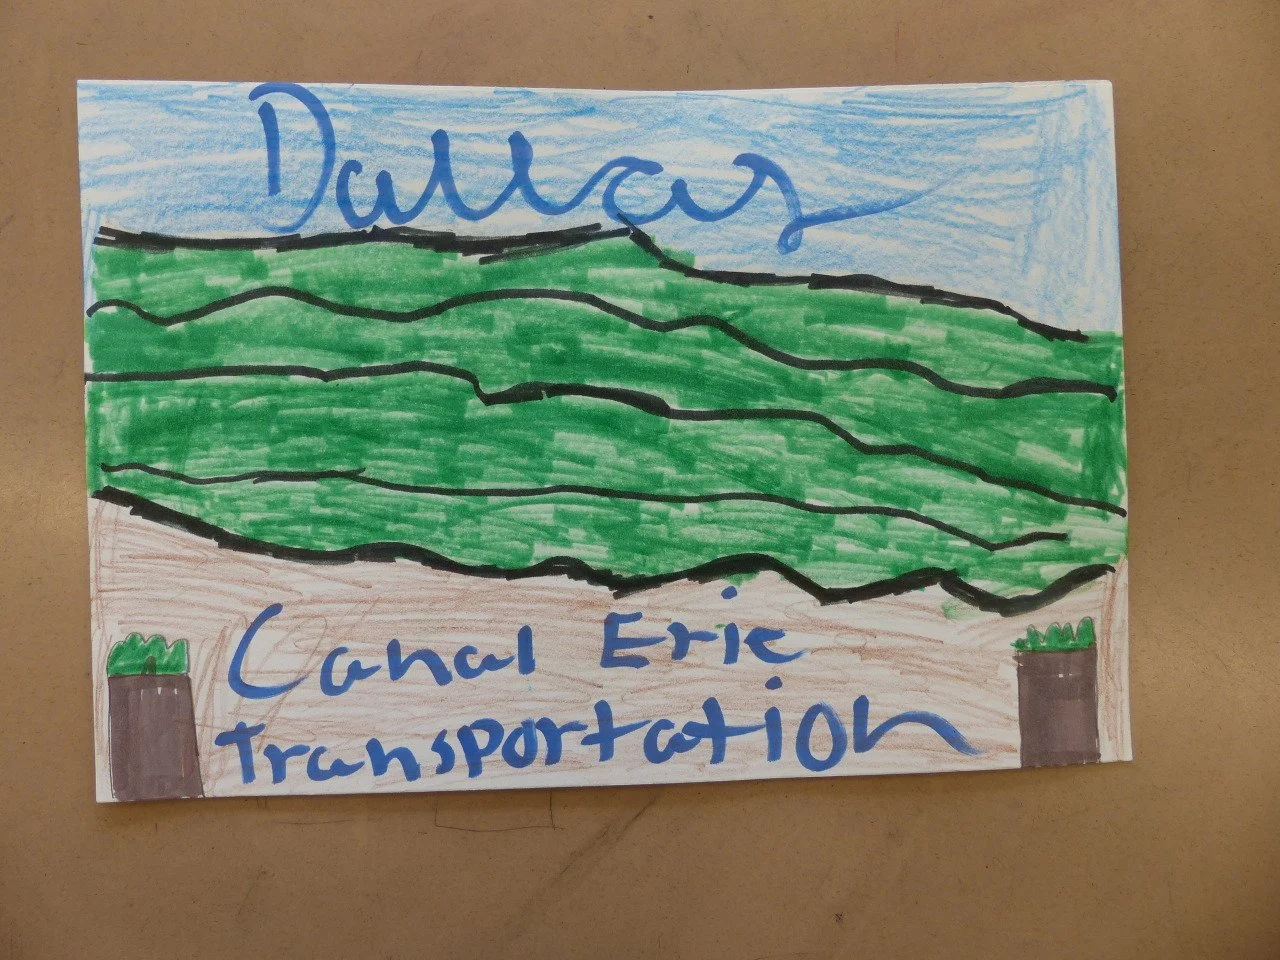 Dallas
Canal Erie
Transportation